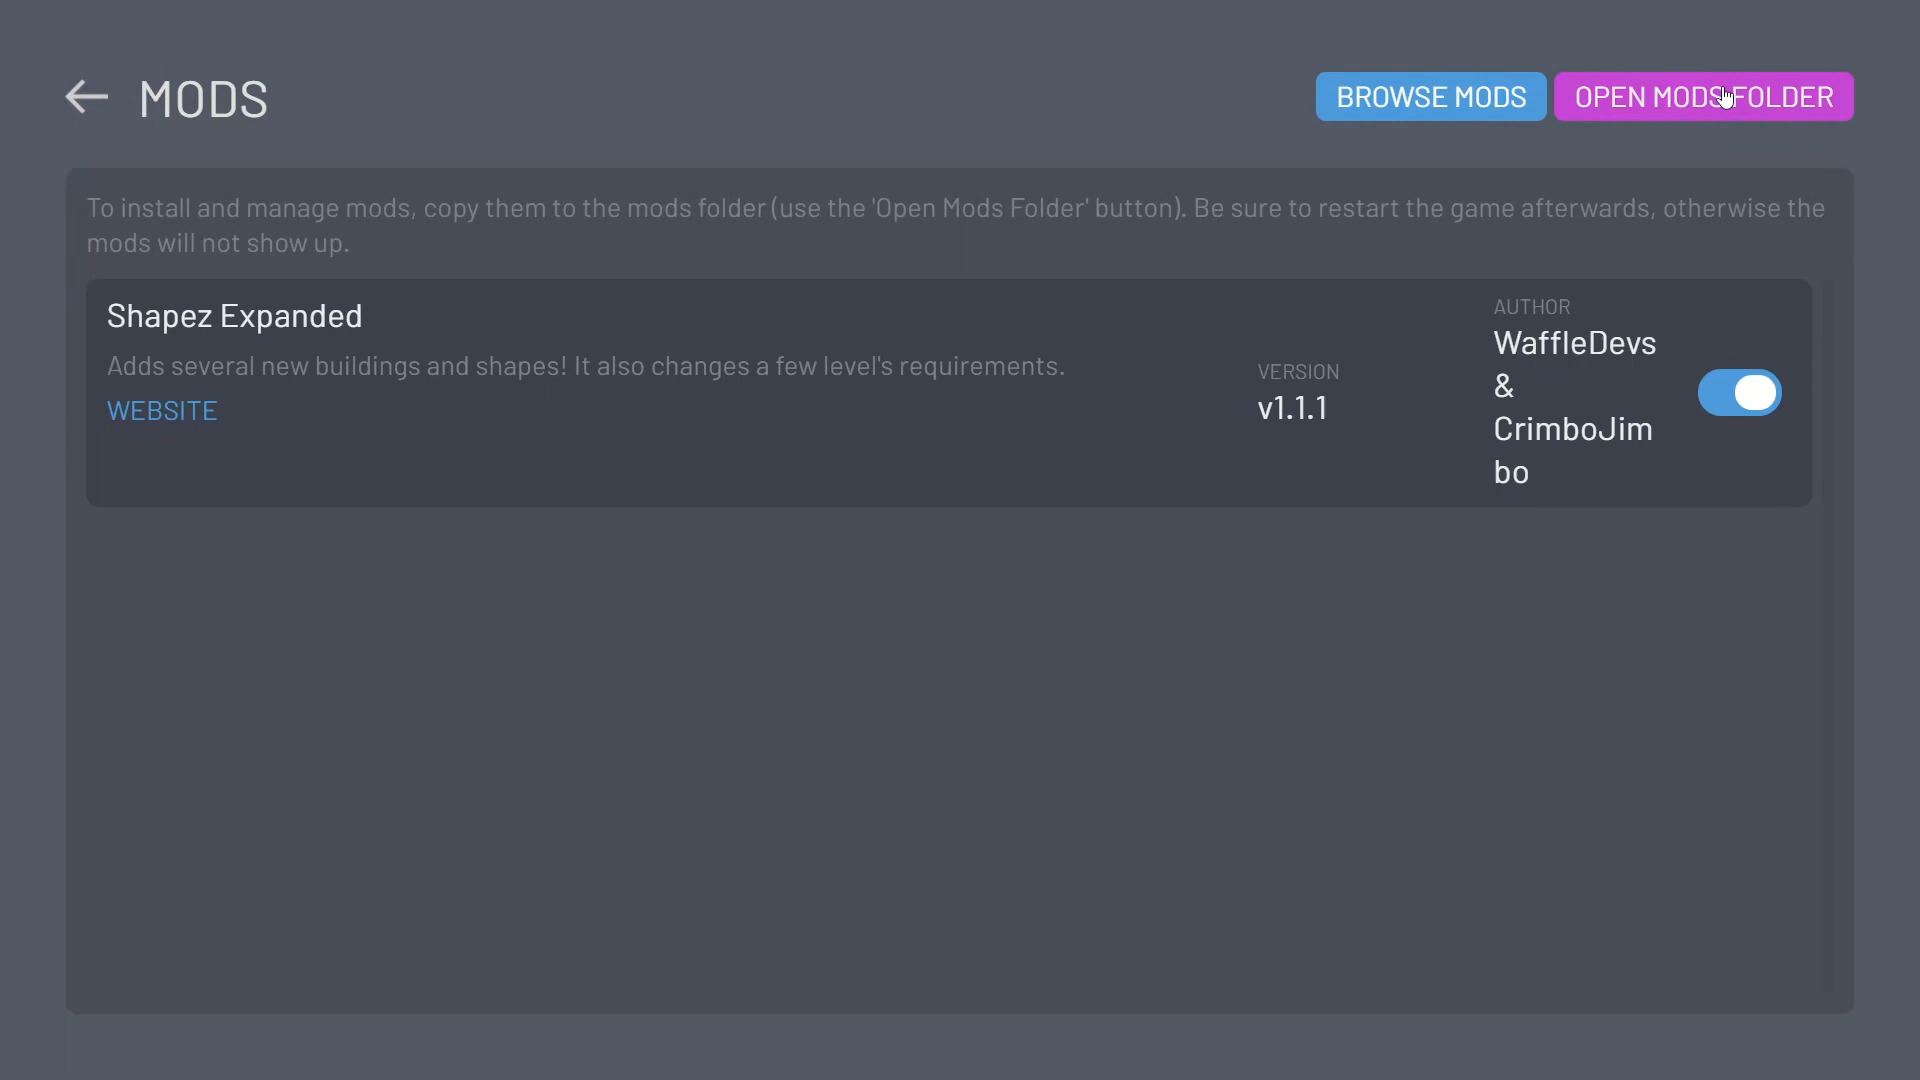 MODS
BROWSE MODS
OPEN MODS FOLDER
To install and manage mods, copy them to the mods folder (use the 'Open Mods Folder' button). Be sure to restart the game afterwards, otherwise the
mods will not show up.
Shapez Expanded
Adds several new buildings and shapes! It also changes a few level's requirements.
WEBSITE
VERSION
v1.1.1
AUTHOR
WaffleDevs
&
CrimboJim
bo